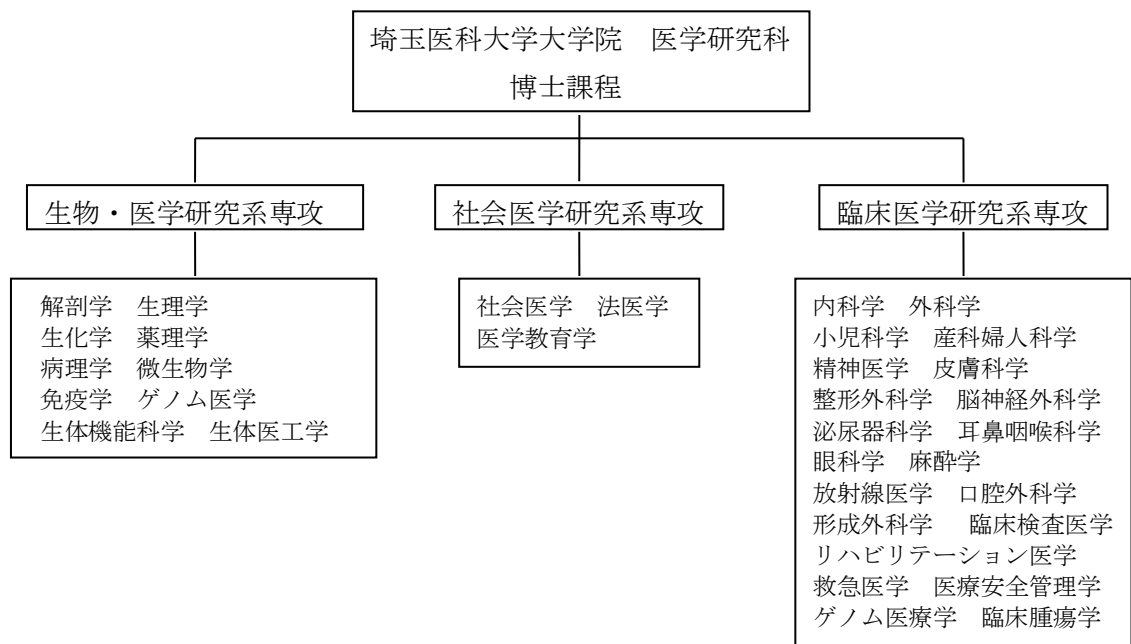 埼玉医科大学大学院　医学研究科
博士課程
生物・医学研究系専攻
解剖学　生理学
生化学　薬理学
病理学　微生物学
免疫学　ゲノム医学
生体機能科学　生体医工学
社会医学研究系専攻
社会医学　法医学
医学教育学
臨床医学研究系専攻
内科学　外科学
小児科学　産科婦人科学
精神医学　皮膚科学
整形外科学　脳神経外科学
泌尿器科学　耳鼻咽喉科学
眼科学　麻酔学
放射線医学　口腔外科学
形成外科学　臨床検査医学
リハビリテーション医学
救急医学　医療安全管理学
ゲノム医療学　臨床腫瘍学